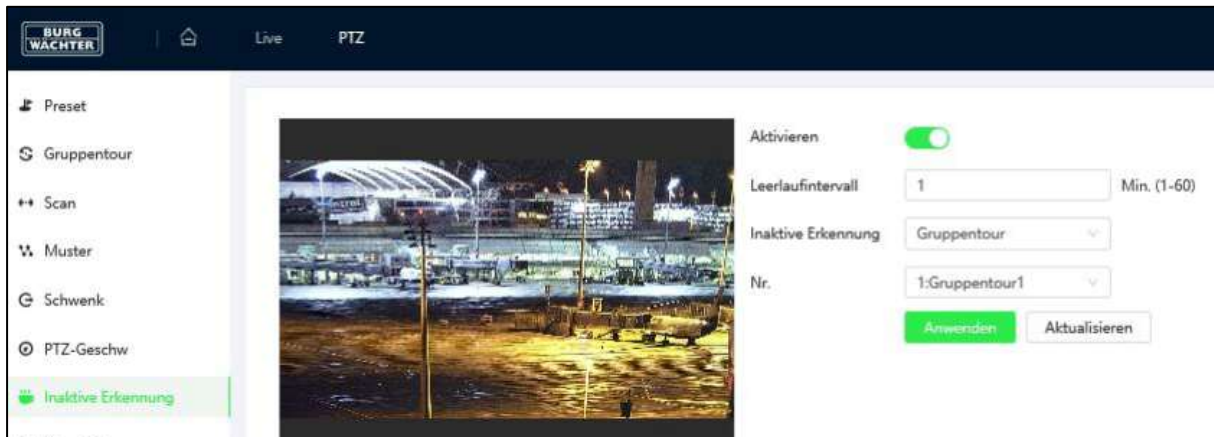 BURG
WÄCHTER
Live PTZ
Preset
Gruppentour
Scan
Muster
Schwenk
PTZ-Geschw
Inaktive Erkennung
Aktivieren
Leerlaufintervall 1 Min. (1-60)
Inaktive Erkennung Gruppentour
Nr. 1:Gruppentour1
Anwenden Aktualisieren